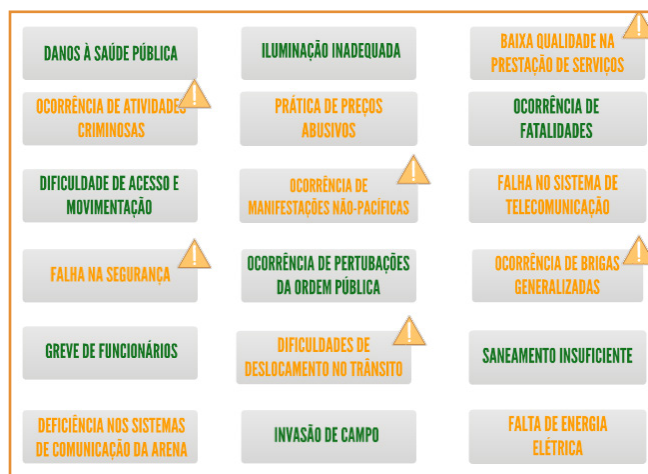 DANOS À SAÚDE PÚBLICA
ILUMINAÇÃO INADEQUADA
BAIXA QUALIDADE NA
PRESTAÇÃO DE SERVIÇOS
OCORRÊNCIA DE ATIVIDADES
CRIMINOSAS
PRÁTICA DE PREÇOS
ABUSIVOS
OCORRÊNCIA DE
FATALIDADES
DIFICULDADE DE ACESSO E
MOVIMENTAÇÃO
OCORRÊNCIA DE
MANIFESTAÇÕES NÃO-PACÍFICAS
FALHA NO SISTEMA DE
TELECOMUNICAÇÃO
FALHA NA SEGURANÇA
OCORRÊNCIA DE PERTUBAÇÕES
DA ORDEM PÚBLICA
OCORRÊNCIA DE BRIGAS
GENERALIZADAS
GREVE DE FUNCIONÁRIOS
DIFICULDADES DE
DESLOCAMENTO NO TRÂNSITO
SANEAMENTO INSUFICIENTE
DEFICIÊNCIA NOS SISTEMAS
DE COMUNICAÇÃO DA ARENA
INVASÃO DE CAMPO
FALTA DE ENERGIA
ELÉTRICA